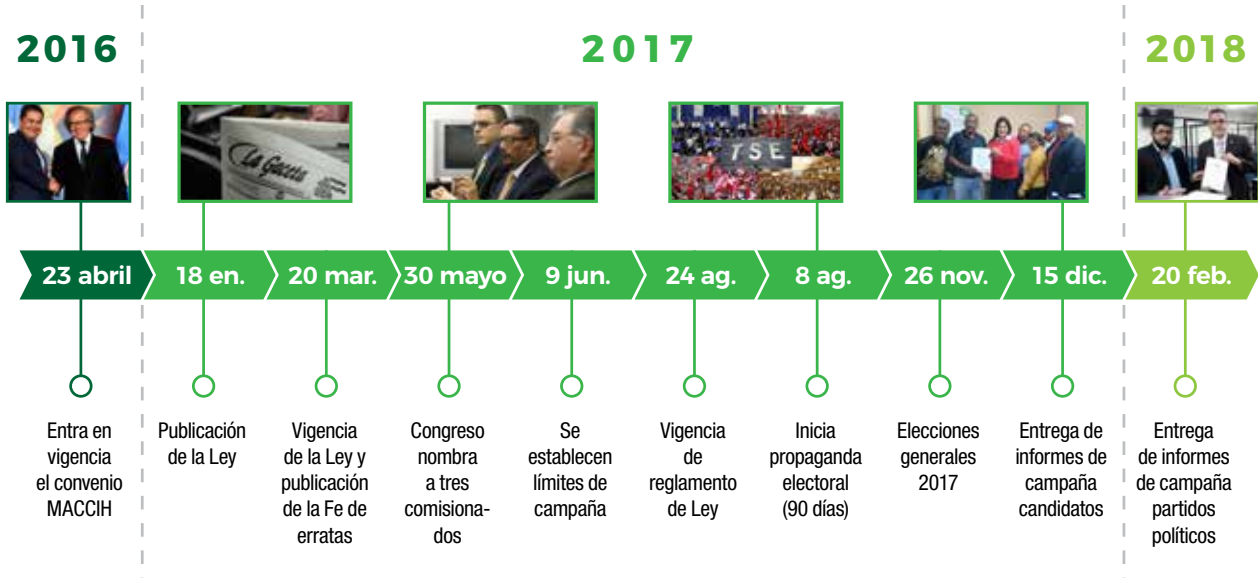 2016
2017
2018
La Gaceta
TSE
23 abril
18 en.
20 mar.
30 mayo
9 jun.
24 ag.
8 ag.
26 nov.
15 dic.
20 feb.
Entra en
vigencia
el convenio
MACCIH
Publicación
de la Ley
Vigencia
de la Ley y
publicación
de la Fe de
erratas
Congreso
nombra
a tres
comisiona-
dos
Se
establecen
límites de
campaña
Vigencia
de
reglamento
de Ley
Inicia
propaganda
electoral
(90 días)
Elecciones
generales
2017
Entrega de
informes de
campaña
candidatos
Entrega
de informes
de campaña
partidos
políticos